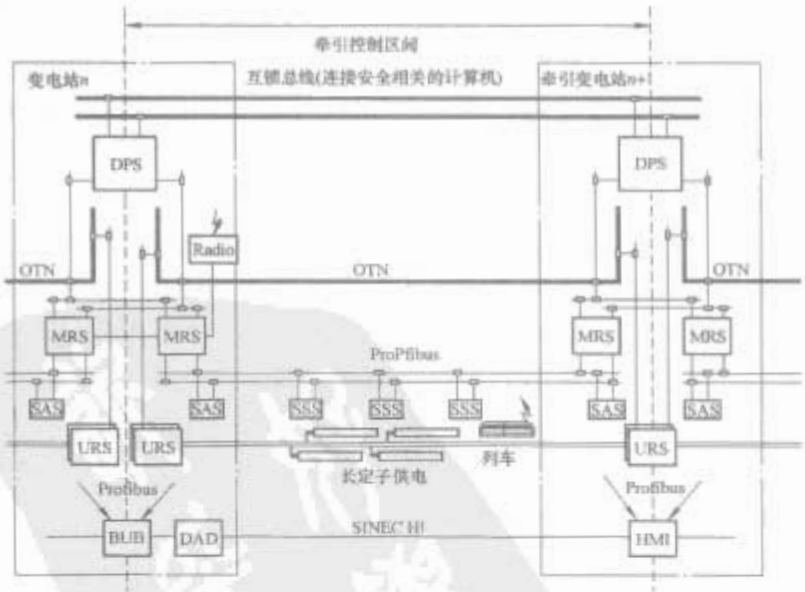 牵引控制区间
变电站n
互锁总线(连接安全相关的计算机)
牵引变电站n+
DPS
DPS
Radio
OTN
OTN
OTN
MRS
MRS
MRS
MRS
ProPfibus
SAS
SAS
SSS
SSS
SSS
SAS
SAS
URS
URS
URS
长定子供电
列车
Profibus
Profibus
BUB
DAD
SINEC H!
HMI